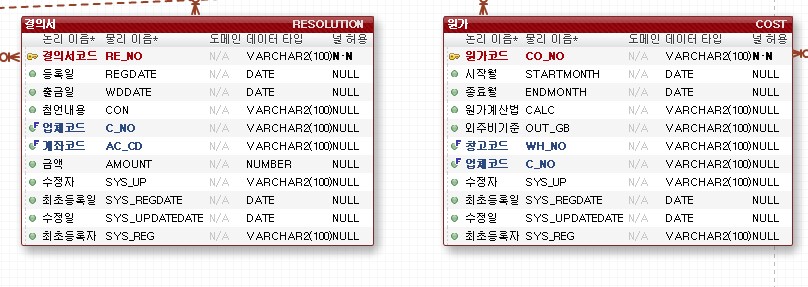 결의서 RESOLUTION
논리 이름* 물리 이름* 도메인 데이터 타입 널 허용
결의서코드 RE_NO N/A VARCHAR2(100) N-N
등록일 REGDATE N/A DATE NULL
출금일 WDDATE N/A DATE NULL
첨언내용 CON N/A VARCHAR2(100) NULL
업체코드 C_NO N/A VARCHAR2(100) NULL
계좌코드 AC_CD N/A VARCHAR2(100) NULL
금액 AMOUNT N/A NUMBER NULL
수정자 SYS_UP N/A VARCHAR2(100) NULL
최초등록일 SYS_REGDATE N/A DATE NULL
수정일 SYS_UPDATEDATE N/A DATE NULL
최초등록자 SYS_REG N/A VARCHAR2(100) NULL
원가 COST
논리 이름* 물리 이름* 도메인 데이터 타입 널 허용
원가코드 CO_NO N/A VARCHAR2(100) N-N
시작월 STARTMONTH N/A DATE NULL
종료월 ENDMONTH N/A DATE NULL
원가계산법 CALC N/A VARCHAR2(100) NULL
외주비기준 OUT_GB N/A VARCHAR2(100) NULL
창고코드 WH_NO N/A VARCHAR2(100) NULL
업체코드 C_NO N/A VARCHAR2(100) NULL
수정자 SYS_UP N/A VARCHAR2(100) NULL
최초등록일 SYS_REGDATE N/A DATE NULL
수정일 SYS_UPDATEDATE N/A DATE NULL
최초등록자 SYS_REG N/A VARCHAR2(100) NULL